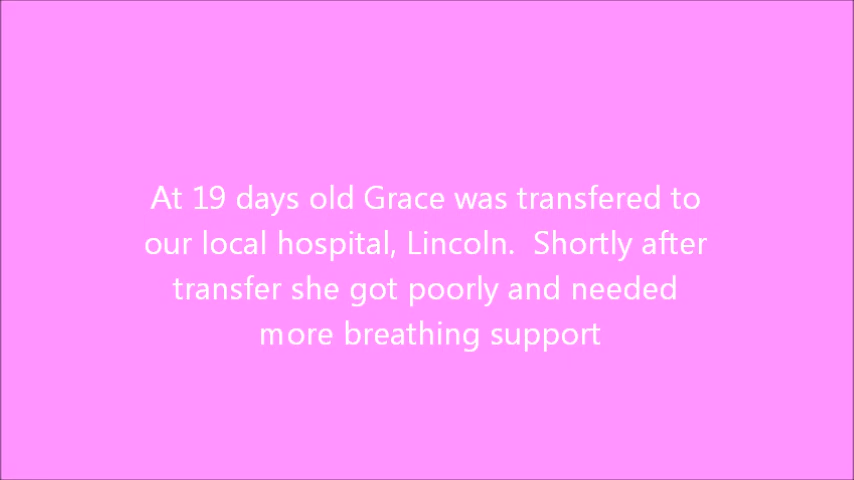 At 19 days old Grace was transfered to
our local hospital, Lincoln.  Shortly after
transfer she got poorly and needed
more breathing support